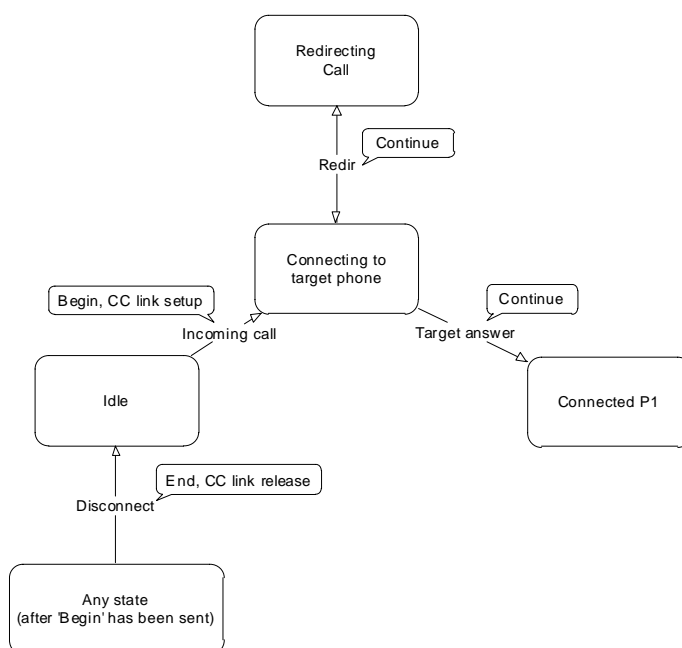 Redirecting
Call
Continue
Redir
Connecting to
target phone
Begin, CC link setup
Continue
Incoming call
Target answer
Idle
Connected P1
End, CC link release
Disconnect
Any state
(after 'Begin' has been sent)